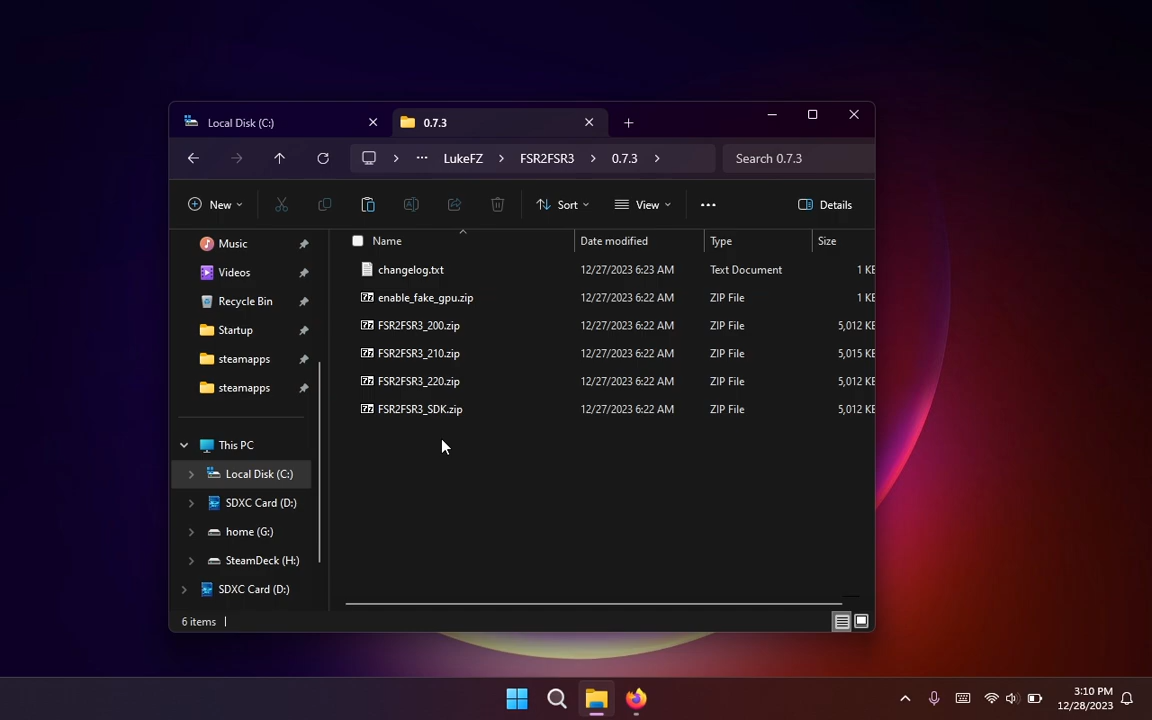 Local Disk (C:)
0.7.3
LukeFZ
FSR2FSR3
0.7.3
Search 0.7.3
New
Sort
View
Details
Music
Videos
Recycle Bin
Startup
steamapps
steamapps
This PC
Local Disk (C:)
SDXC Card (D:)
home (G:)
SteamDeck (H:)
SDXC Card (D:)
Name Date modified Type Size
changelog.txt 12/27/2023 6:23 AM Text Document 1 KB
enable_fake_gpu.zip 12/27/2023 6:22 AM ZIP File 1 KB
FSR2FSR3_200.zip 12/27/2023 6:22 AM ZIP File 5,012 KB
FSR2FSR3_210.zip 12/27/2023 6:22 AM ZIP File 5,015 KB
FSR2FSR3_220.zip 12/27/2023 6:22 AM ZIP File 5,012 KB
FSR2FSR3_SDK.zip 12/27/2023 6:22 AM ZIP File 5,012 KB
6 items
3:10 PM
12/28/2023